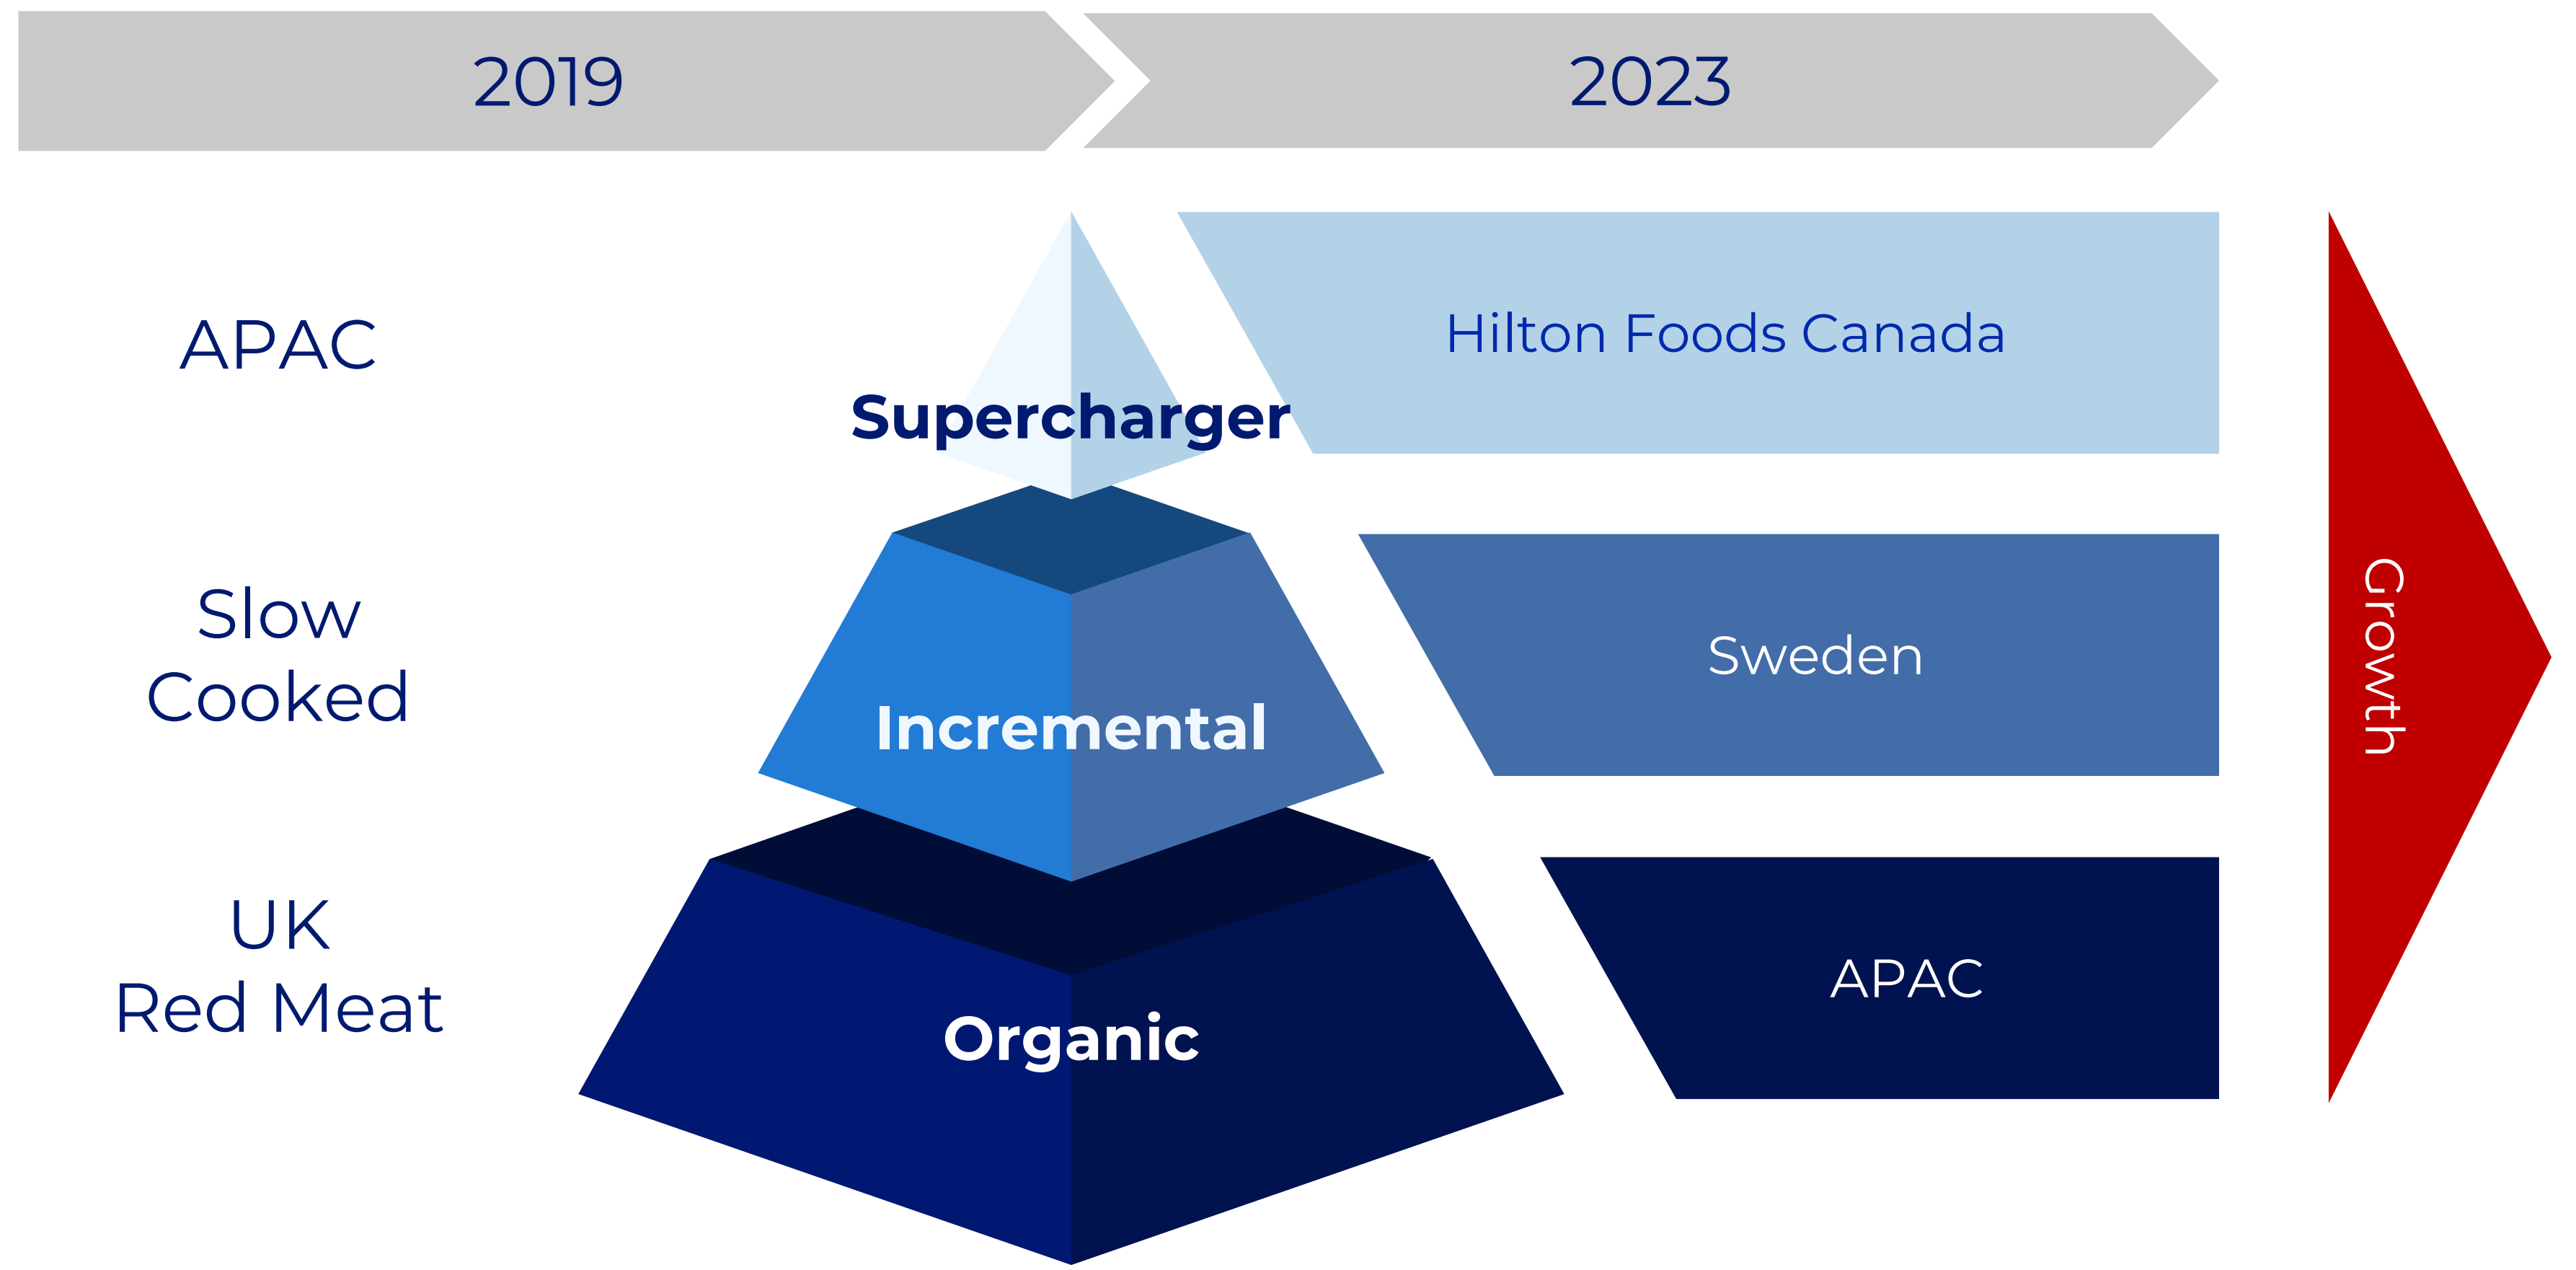 2019
2023
APAC
Supercharger
Hilton Foods Canada
Slow
Cooked
Incremental
Sweden
UK
Red Meat
Organic
APAC
Growth